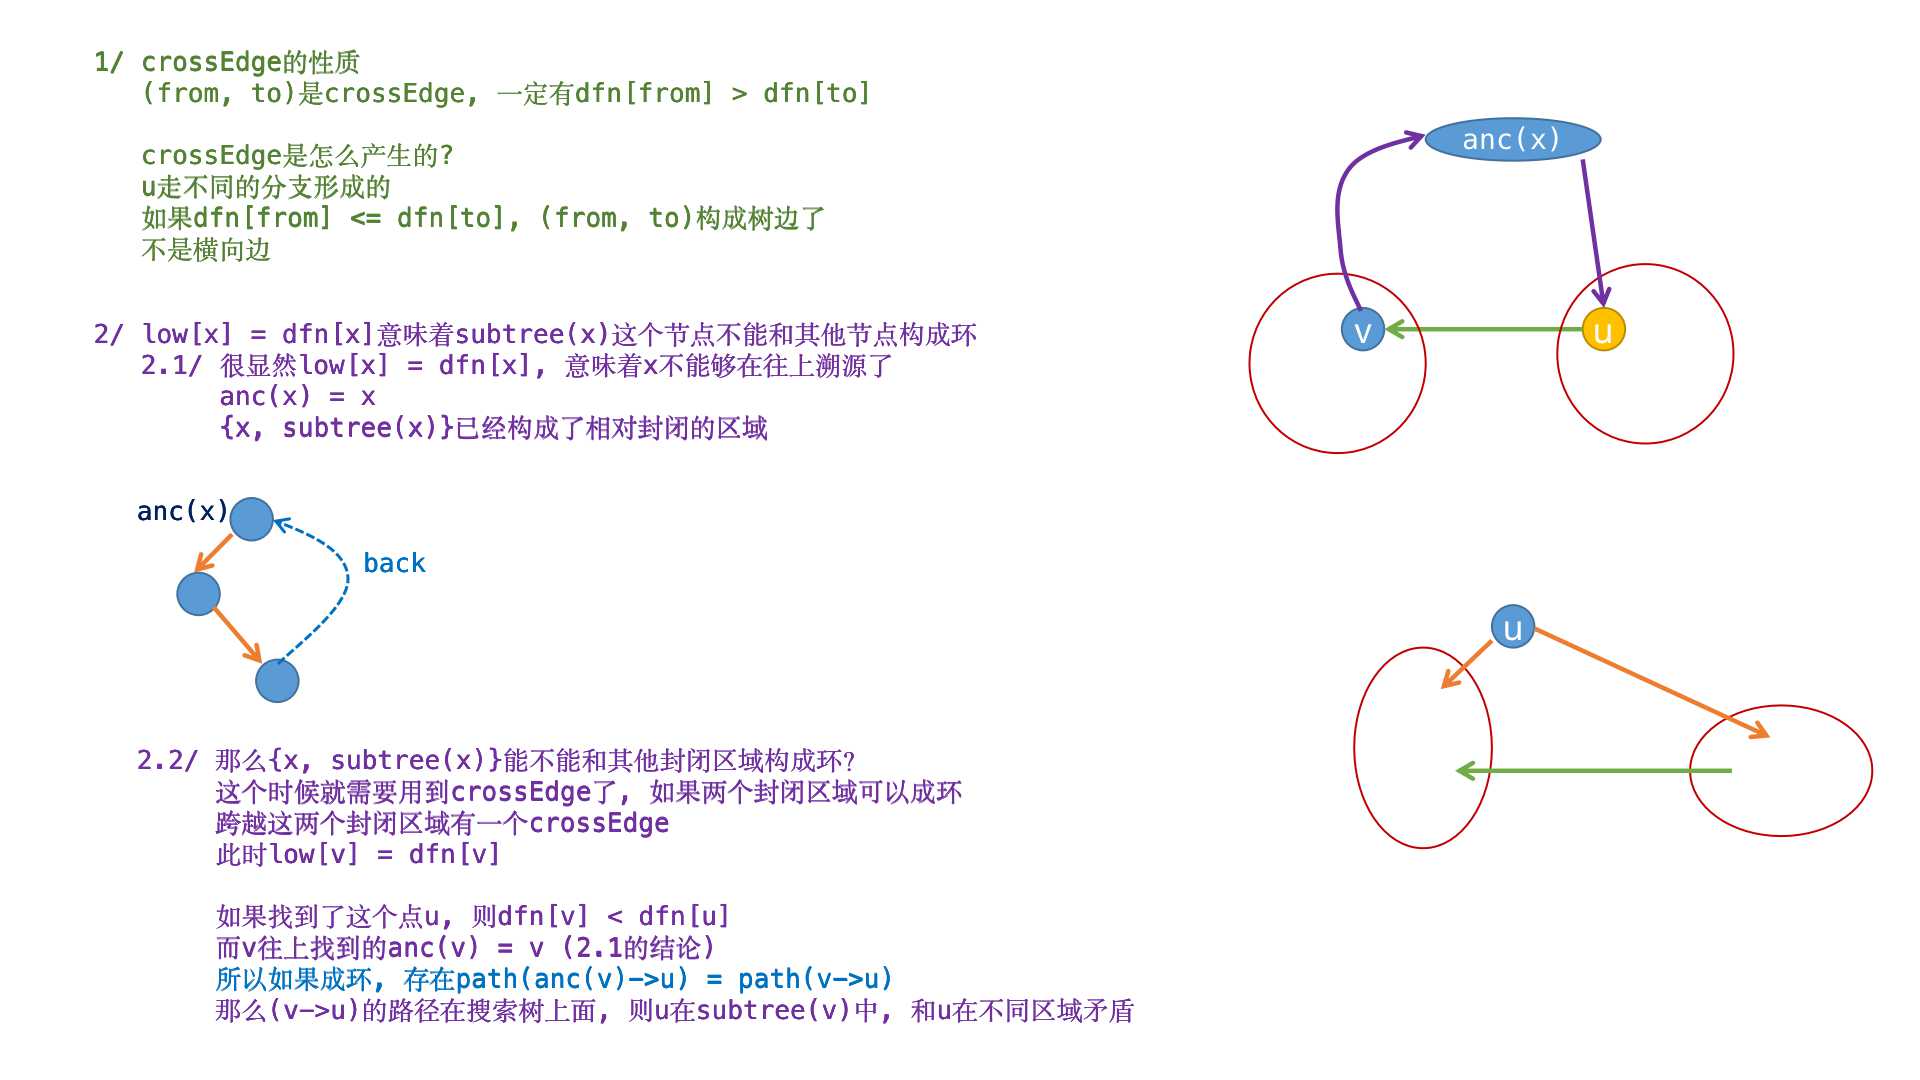 1/ crossEdge的性质
(from, to)是crossEdge, 一定有dfn[from] > dfn[to]
crossEdge是怎么产生的?
u走不同的分支形成的
如果dfn[from] <= dfn[to], (from, to)构成树边了
不是横向边
2/ low[x] = dfn[x]意味着subtree(x)这个节点不能和其他节点构成环
2.1/ 很显然low[x] = dfn[x], 意味着x不能够在往上溯源了
anc(x) = x
{x, subtree(x)}已经构成了相对封闭的区域
anc(x)
back
2.2/ 那么{x, subtree(x)}能不能和其他封闭区域构成环?
这个时候就需要用到crossEdge了, 如果两个封闭区域可以成环
跨越这两个封闭区域有一个crossEdge
此时low[v] = dfn[v]
如果找到了这个点u, 则dfn[v] < dfn[u]
而v往上找到的anc(v) = v (2.1的结论)
所以如果成环, 存在path(anc(v)->u) = path(v->u)
那么(v->u)的路径在搜索树上面, 则u在subtree(v)中, 和u在不同区域矛盾
anc(x)
v
u
u